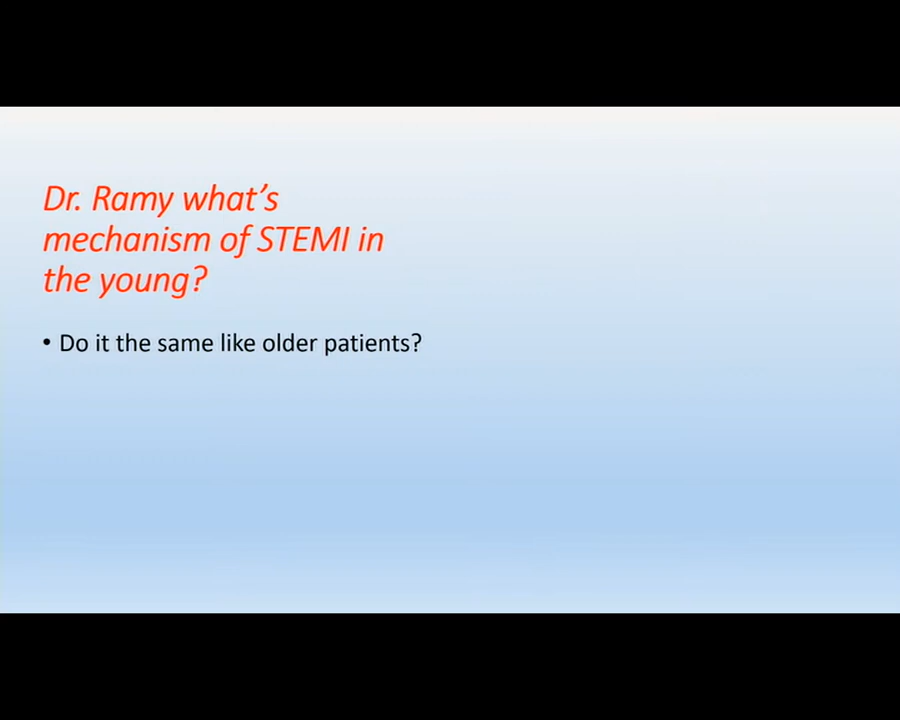 Dr. Ramy what's
mechanism of STEMI in
the young?
• Do it the same like older patients?